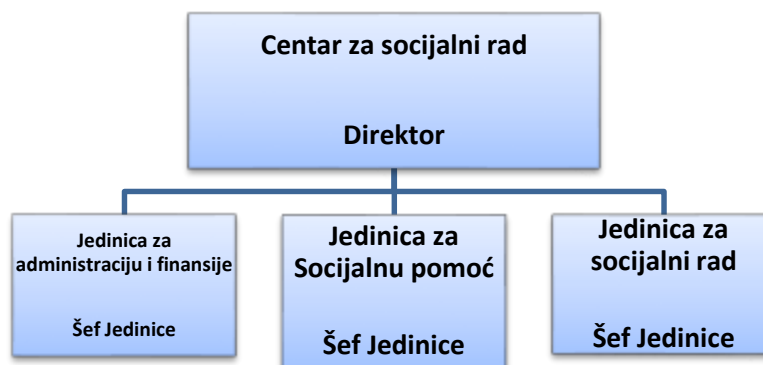 Centar za socijalni rad
Direktor
Jedinica za
administraciju i finansije
Šef Jedinice
Jedinica za
Socijalnu pomoć
Šef Jedinice
Jedinica za
socijalni rad
Šef Jedinice